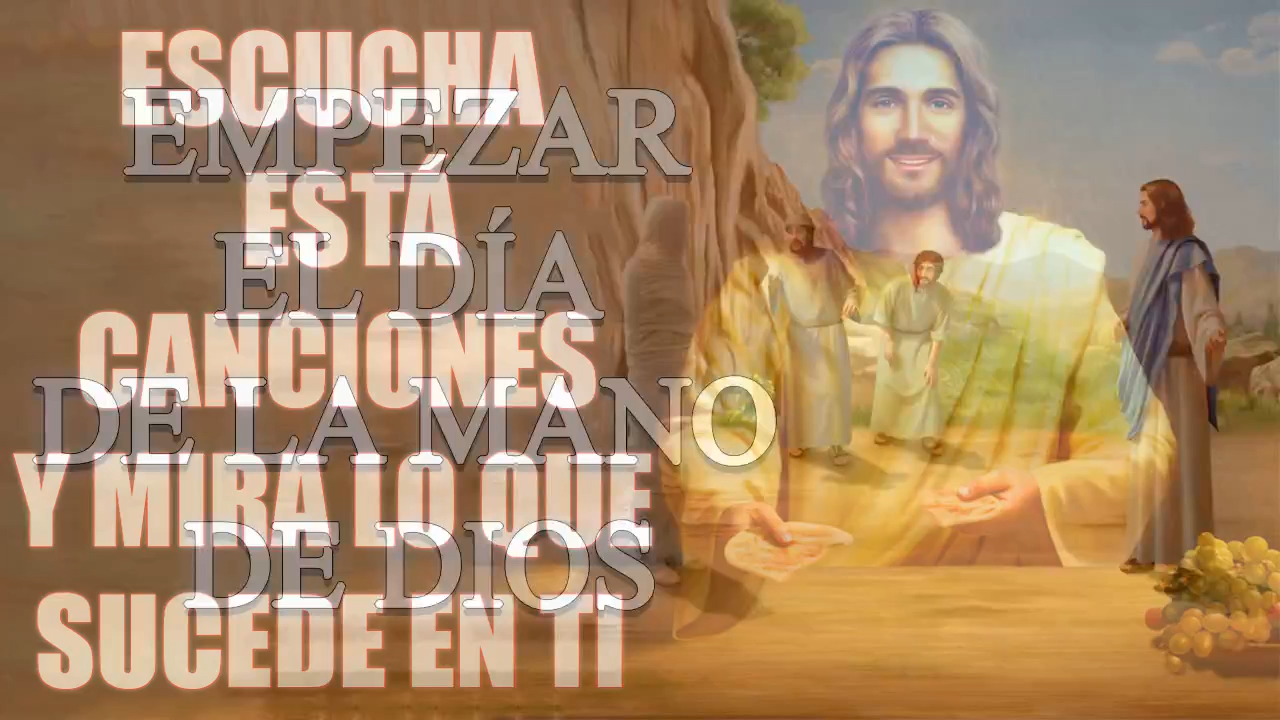 ESCUCHA
ESTÁ
CANCIONES
Y MIRA LO QUE
SUCEDE EN TI
EMPEZAR
EL DÍA
DE LA MANO
DE DIOS